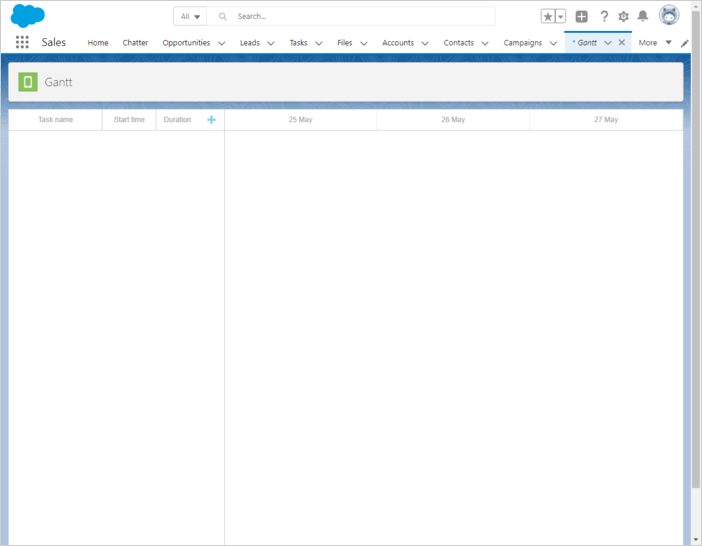 All Search...
Sales Home Chatter Opportunities Leads Tasks Files Accounts Contacts Campaigns * Gantt More
Gantt
Task name Start time Duration 25 May 26 May 27 May